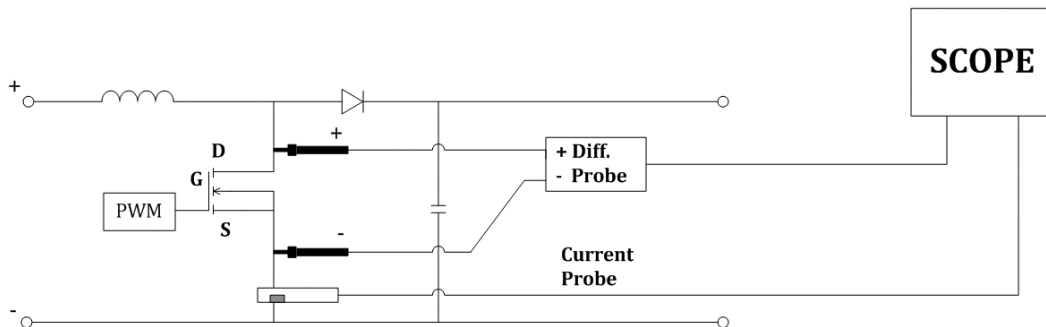 SCOPE
+
+
D
+ Diff.
- Probe
G
PWM
S
-
Current
Probe
-